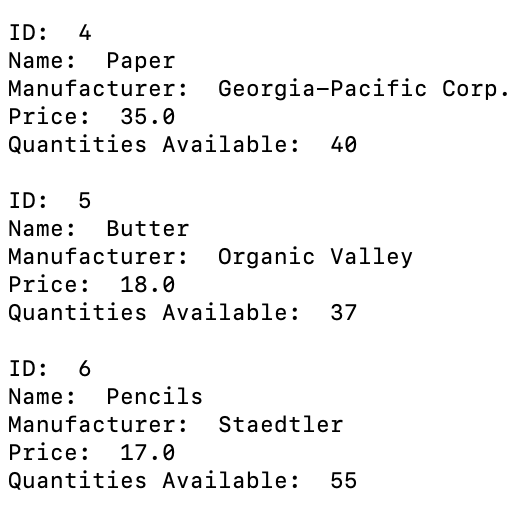 ID:  4
Name:  Paper
Manufacturer:  Georgia-Pacific Corp.
Price:  35.0
Quantities Available:  40

ID:  5
Name:  Butter
Manufacturer:  Organic Valley
Price:  18.0
Quantities Available:  37

ID:  6
Name:  Pencils
Manufacturer:  Staedtler
Price:  17.0
Quantities Available:  55